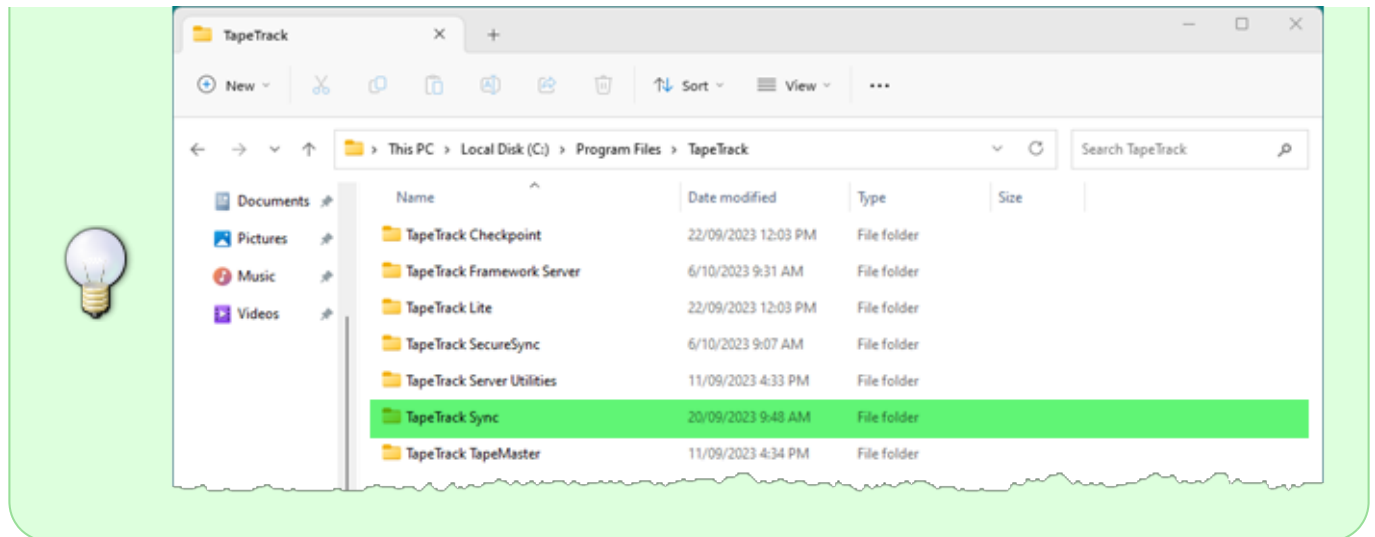 TapeTrack
New Sort View
This PC > Local Disk (C:) > Program Files > TapeTrack Search TapeTrack
Documents Name Date modified Type Size
Pictures TapeTrack Checkpoint 22/09/2023 12:03 PM File folder
Music TapeTrack Framework Server 6/10/2023 9:31 AM File folder
Videos TapeTrack Lite 22/09/2023 12:03 PM File folder
TapeTrack SecureSync 6/10/2023 9:07 AM File folder
TapeTrack Server Utilities 11/09/2023 4:33 PM File folder
TapeTrack Sync 20/09/2023 9:48 AM File folder
TapeTrack TapeMaster 11/09/2023 4:34 PM File folder